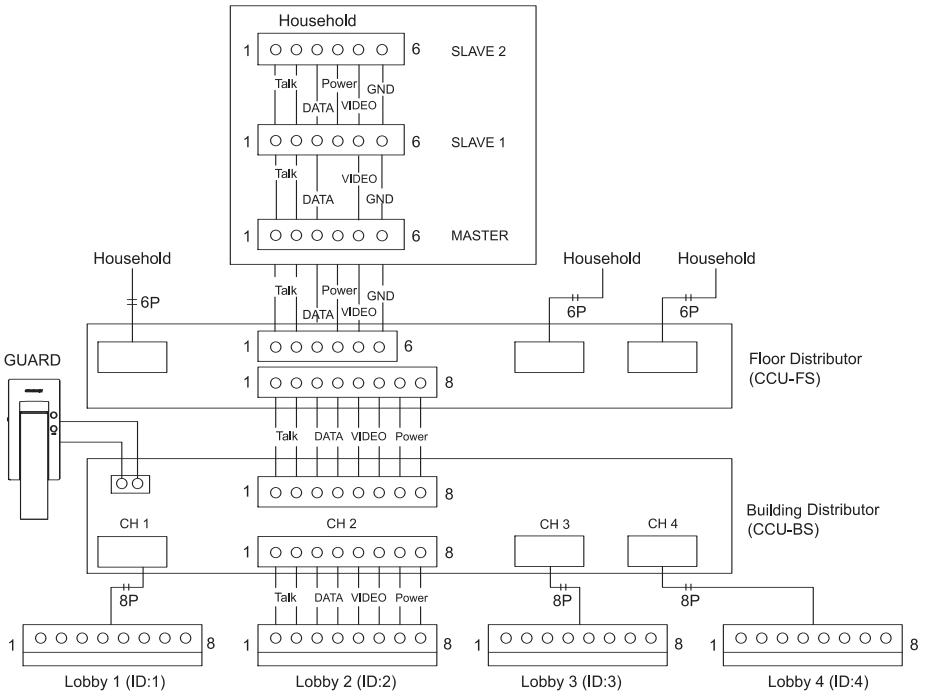 Household
1 6 SLAVE 2
Talk Power GND
DATA VIDEO
1 6 SLAVE 1
Talk VIDEO
DATA GND
1 6 MASTER
Household Household Household
6P Talk Power GND 6P 6P
DATA VIDEO
GUARD
1 6
Floor Distributor
(CCU-FS)
1 8
Talk DATA VIDEO Power
1 8
Building Distributor
(CCU-BS)
CH 1 CH 2 CH 3 CH 4
1 8
8P Talk DATA VIDEO Power 8P 8P
1 8 1 8 1 8 1 8
Lobby 1 (ID:1) Lobby 2 (ID:2) Lobby 3 (ID:3) Lobby 4 (ID:4)